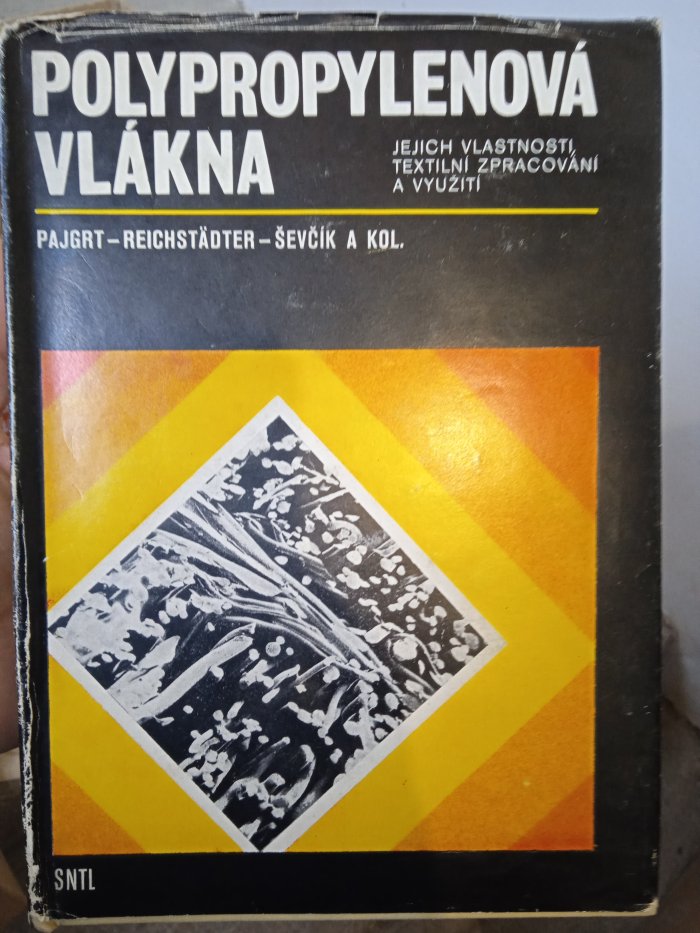 POLYPROPYLENOVÁ
VLÁKNA
JEJICH VLASTNOSTI,
TEXTILNÍ ZPRACOVÁNÍ
A VYUŽITÍ
PAJGRT – REICHSTÄDTER – ŠEVČÍK A KOL.
SNTL